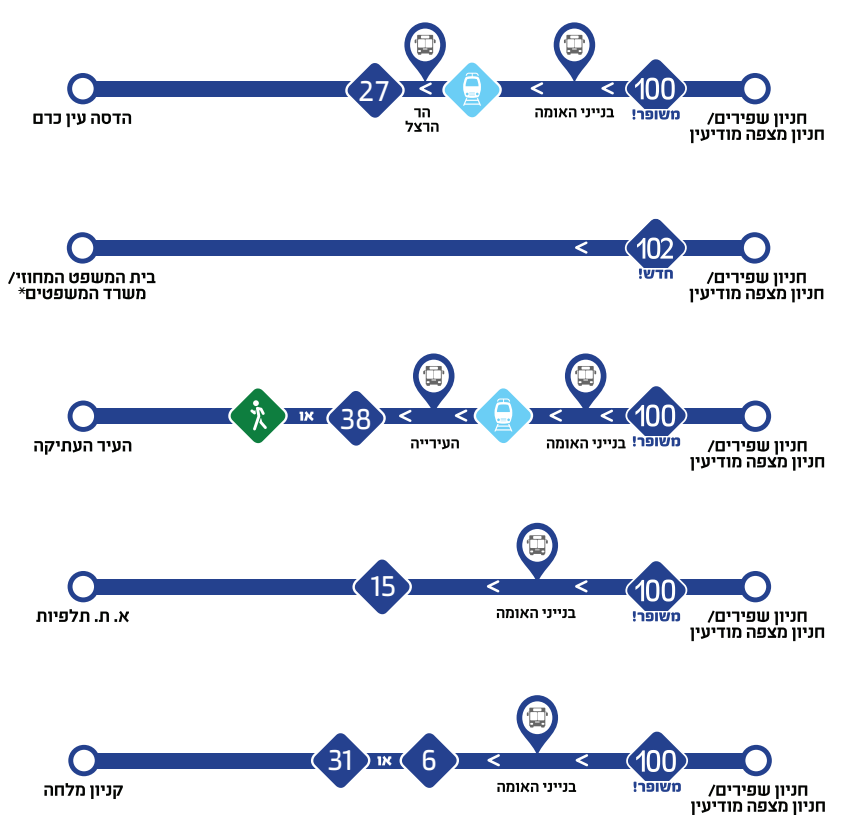 חניון שפירים/
חניון מצפה מודיעין
100
משופר!
בנייני האומה
הר
הרצל
27
הדסה עין כרם
חניון שפירים/
חניון מצפה מודיעין
102
חדש!
בית המשפט המחוזי/
משרד המשפטים*
חניון שפירים/
חניון מצפה מודיעין
100
משופר!
בנייני האומה
העירייה
38
או
העיר העתיקה
חניון שפירים/
חניון מצפה מודיעין
100
משופר!
בנייני האומה
15
א. ת. תלפיות
חניון שפירים/
חניון מצפה מודיעין
100
משופר!
בנייני האומה
6
או
31
קניון מלחה